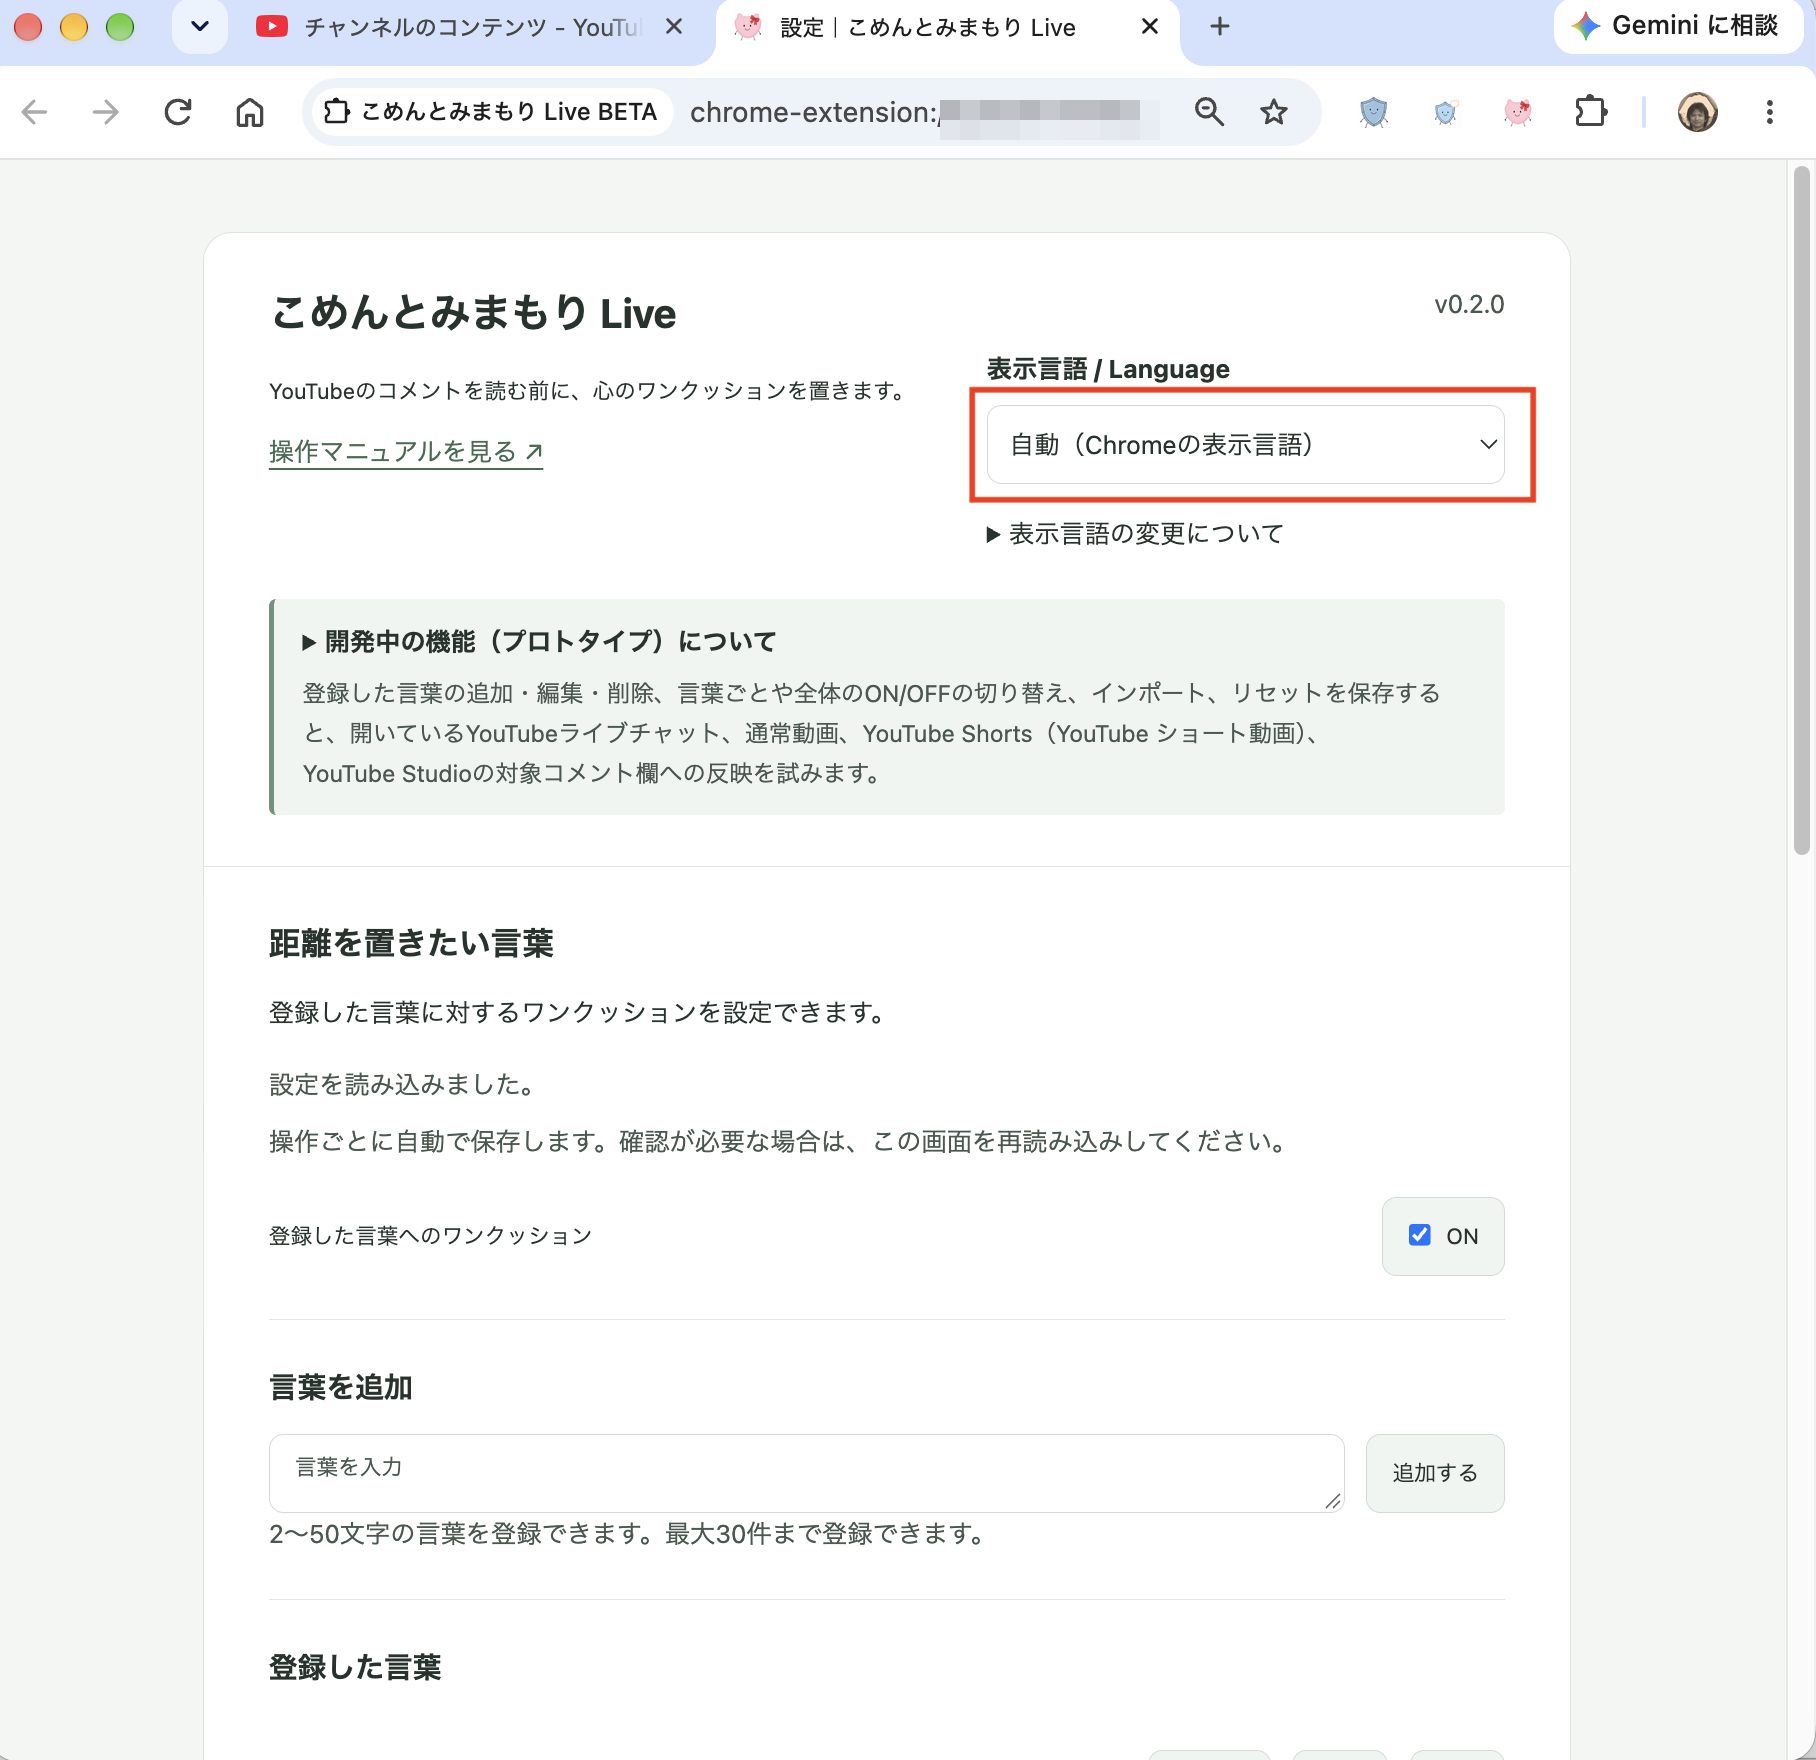 チャンネルのコンテンツ - YouTu
設定｜こめんとみまもり Live
Gemini に相談
こめんとみまもり Live BETA
chrome-extension:/
こめんとみまもり Live
v0.2.0
表示言語 / Language
YouTubeのコメントを読む前に、心のワンクッションを置きます。
自動（Chromeの表示言語）
操作マニュアルを見る ↗
▶ 表示言語の変更について
▶ 開発中の機能（プロトタイプ）について
登録した言葉の追加・編集・削除、言葉ごとや全体のON/OFFの切り替え、インポート、リセットを保存する
と、開いているYouTubeライブチャット、通常動画、YouTube Shorts（YouTube ショート動画）、
YouTube Studioの対象コメント欄への反映を試みます。
距離を置きたい言葉
登録した言葉に対するワンクッションを設定できます。
設定を読み込みました。
操作ごとに自動で保存します。確認が必要な場合は、この画面を再読み込みしてください。
登録した言葉へのワンクッション
ON
言葉を追加
言葉を入力
追加する
2〜50文字の言葉を登録できます。最大30件まで登録できます。
登録した言葉